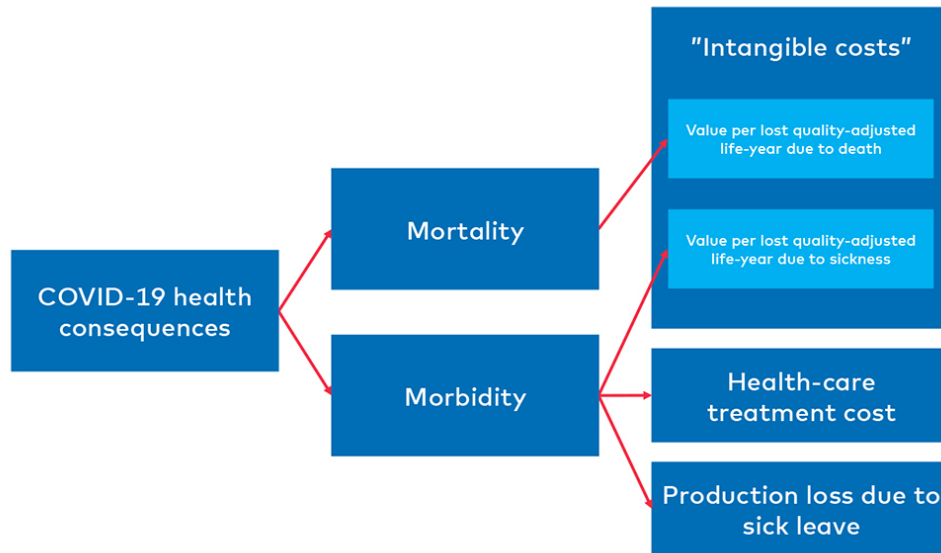 COVID-19 health
consequences
Mortality
Morbidity
"Intangible costs"
Value per lost quality-adjusted
life-year due to death
Value per lost quality-adjusted
life-year due to sickness
Health-care
treatment cost
Production loss due to
sick leave